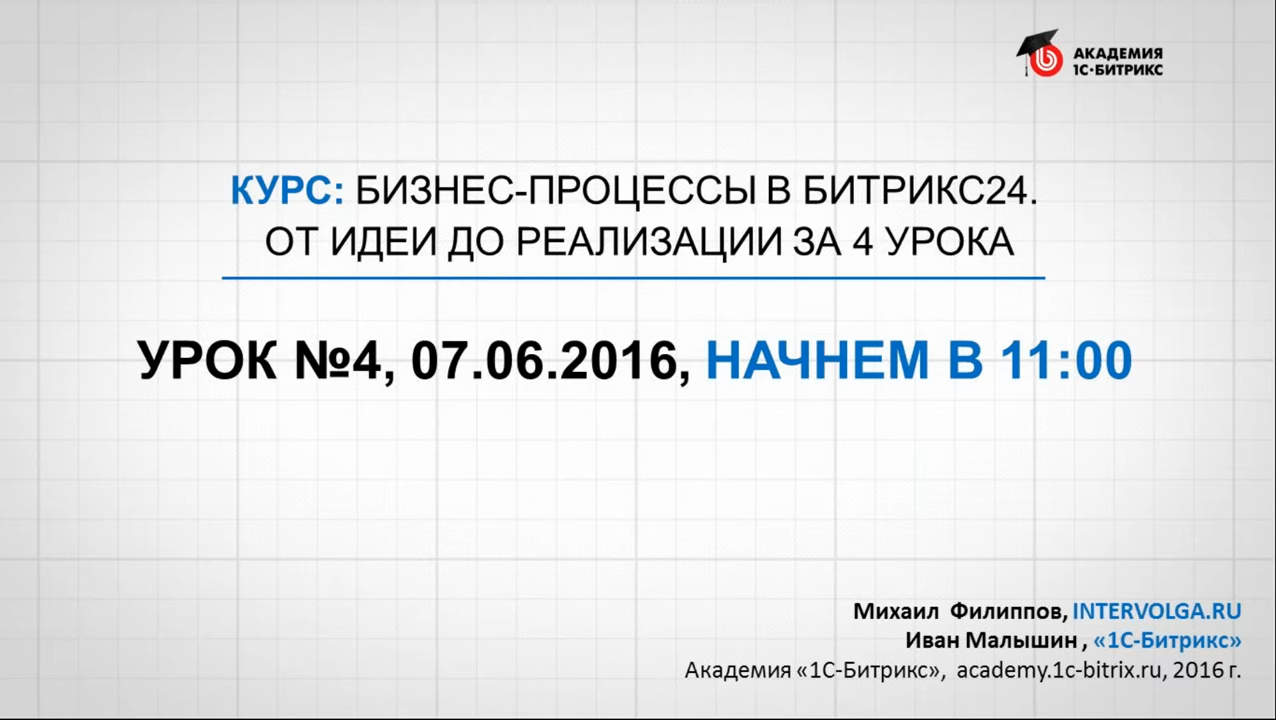 АКАДЕМИЯ
1С-БИТРИКС
КУРС: БИЗНЕС-ПРОЦЕССЫ В БИТРИКС24.
ОТ ИДЕИ ДО РЕАЛИЗАЦИИ ЗА 4 УРОКА
УРОК №4, 07.06.2016, НАЧНЕМ В 11:00
Михаил Филиппов, INTERVOLGA.RU
Иван Малышин , «1С-Битрикс»
Академия «1С-Битрикс», academy.1c-bitrix.ru, 2016 г.